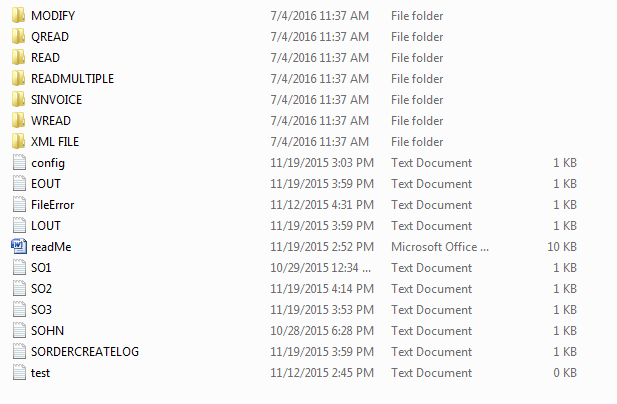 MODIFY 7/4/2016 11:37 AM File folder
QREAD 7/4/2016 11:37 AM File folder
READ 7/4/2016 11:37 AM File folder
READMULTIPLE 7/4/2016 11:37 AM File folder
SINVOICE 7/4/2016 11:37 AM File folder
WREAD 7/4/2016 11:37 AM File folder
XML FILE 7/4/2016 11:37 AM File folder
config 11/19/2015 3:03 PM Text Document 1 KB
EOUT 11/19/2015 3:59 PM Text Document 1 KB
FileError 11/12/2015 4:31 PM Text Document 1 KB
LOUT 11/19/2015 3:59 PM Text Document 1 KB
readMe 11/19/2015 2:52 PM Microsoft Office ... 10 KB
SO1 10/29/2015 12:34 ... Text Document 1 KB
SO2 11/19/2015 4:14 PM Text Document 1 KB
SO3 11/19/2015 3:53 PM Text Document 1 KB
SOHN 10/28/2015 6:28 PM Text Document 1 KB
SORDERCREATELOG 11/19/2015 3:59 PM Text Document 1 KB
test 11/12/2015 2:45 PM Text Document 0 KB